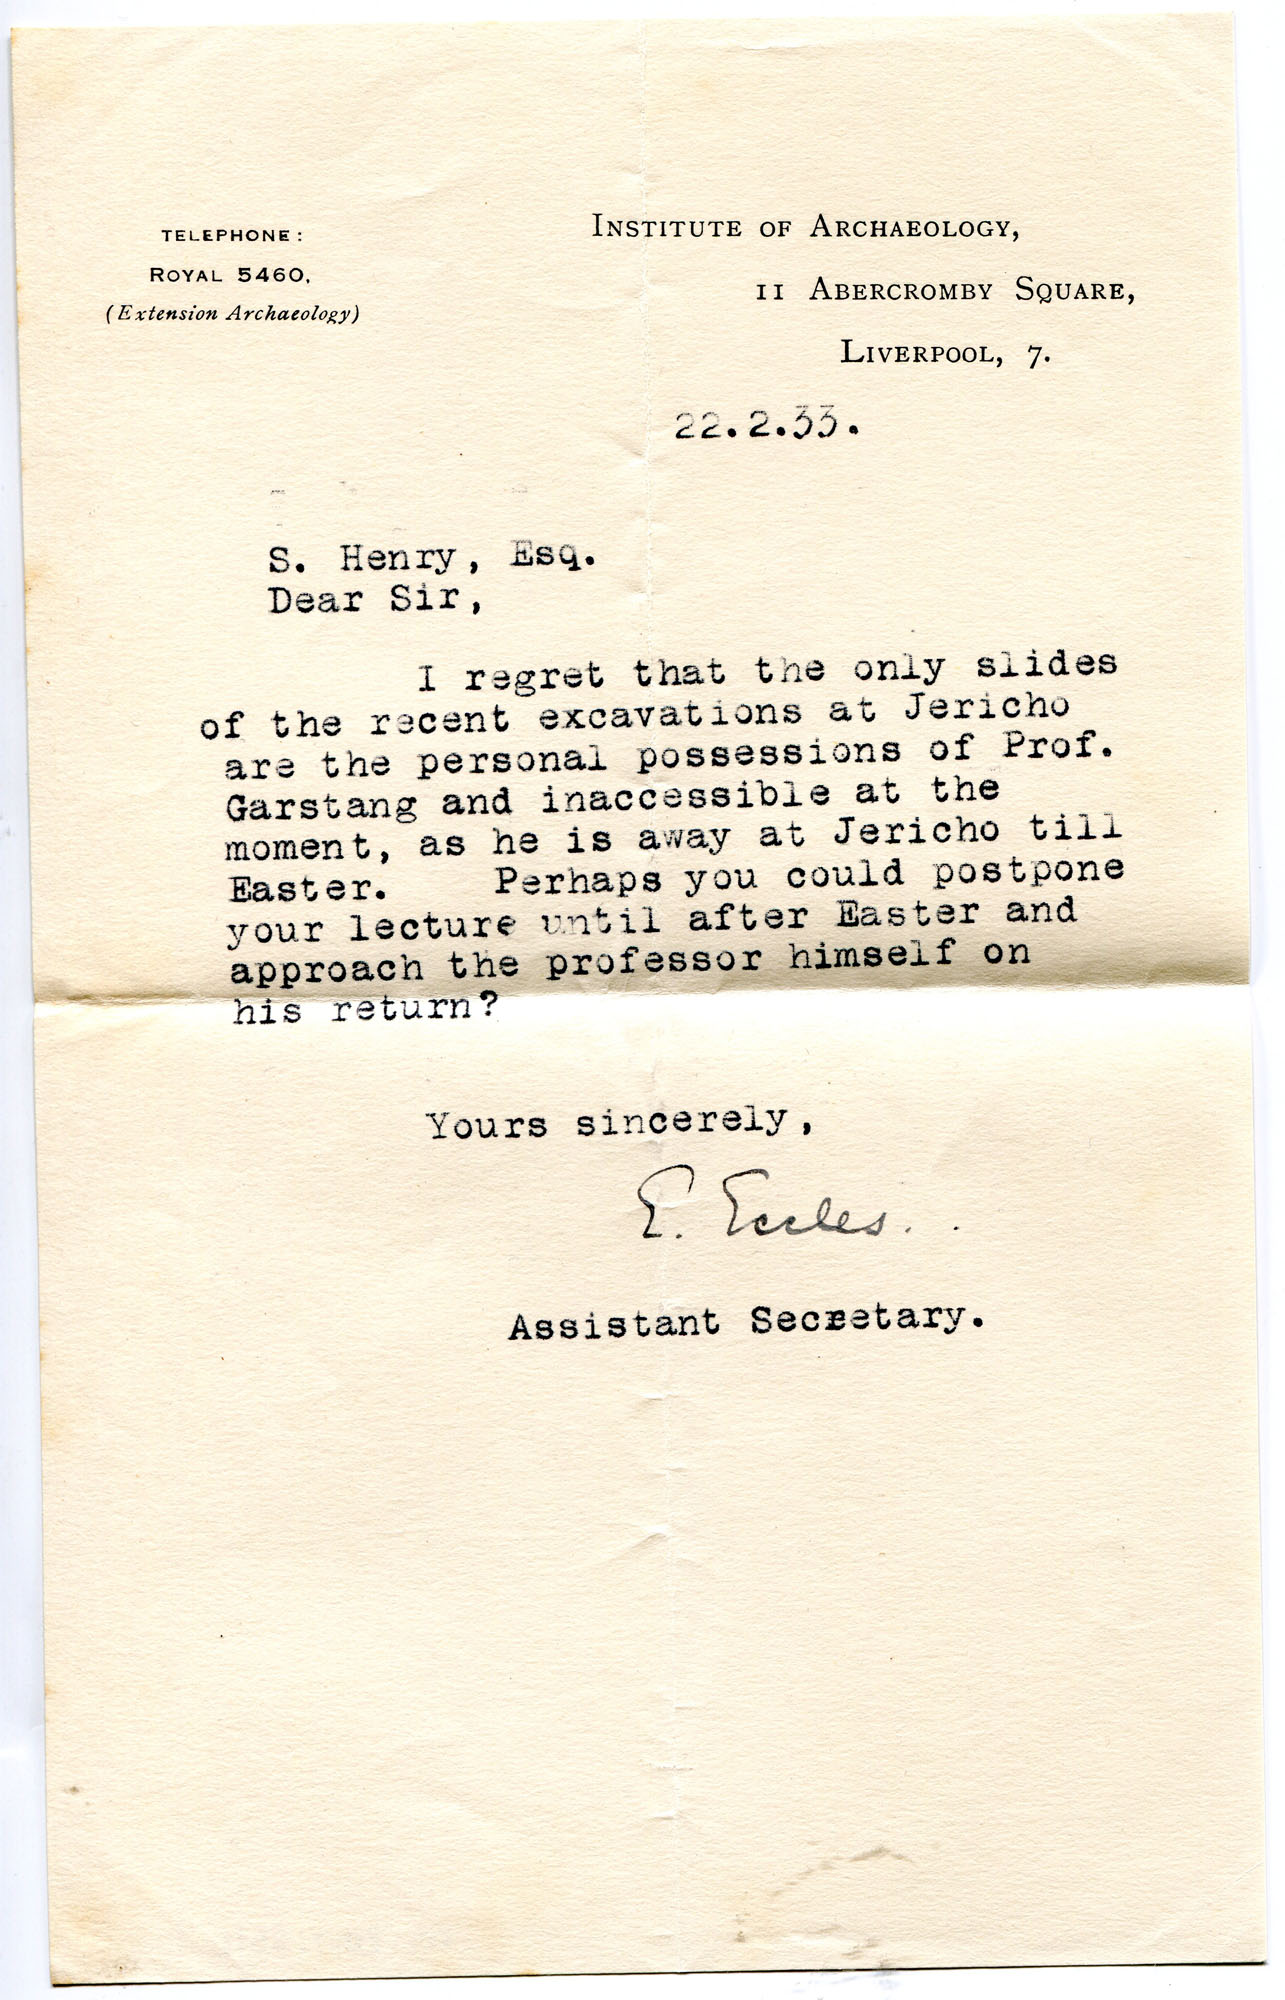 TELEPHONE:
ROYAL 5460,
(Extension Archaeology)
INSTITUTE OF ARCHAEOLOGY,
11 ABERCROMBY SQUARE,
LIVERPOOL, 7.
22.2.33.
S. Henry, Esq.
Dear Sir,
I regret that the only slides
of the recent excavations at Jericho
are the personal possessions of Prof.
Garstang and inaccessible at the
moment, as he is away at Jericho till
Easter. Perhaps you could postpone
your lecture until after Easter and
approach the professor himself on
his return?
Yours sincerely,
E. Eccles.
Assistant Secretary.